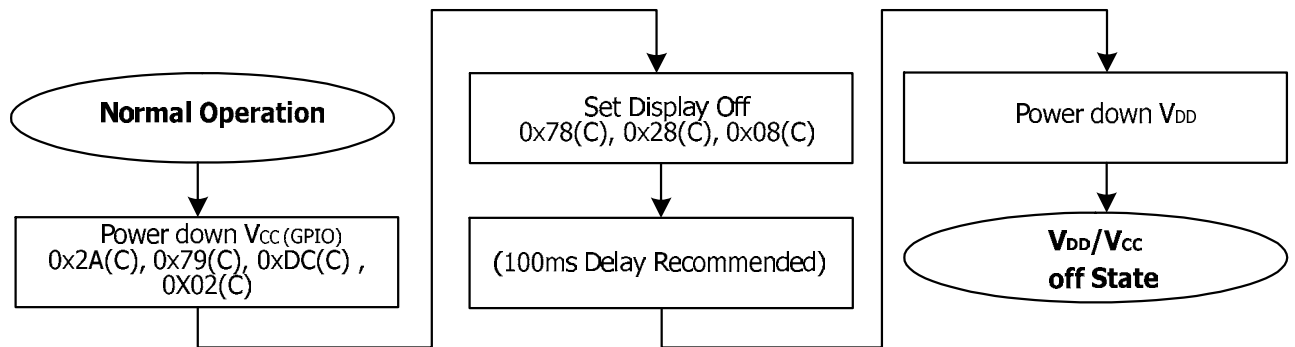 Normal Operation
Power down VCC (GPIO)
0x2A(C), 0x79(C), 0xDC(C) ,
0X02(C)
Set Display Off
0x78(C), 0x28(C), 0x08(C)
(100ms Delay Recommended)
Power down VDD
VDD/VCC
off State